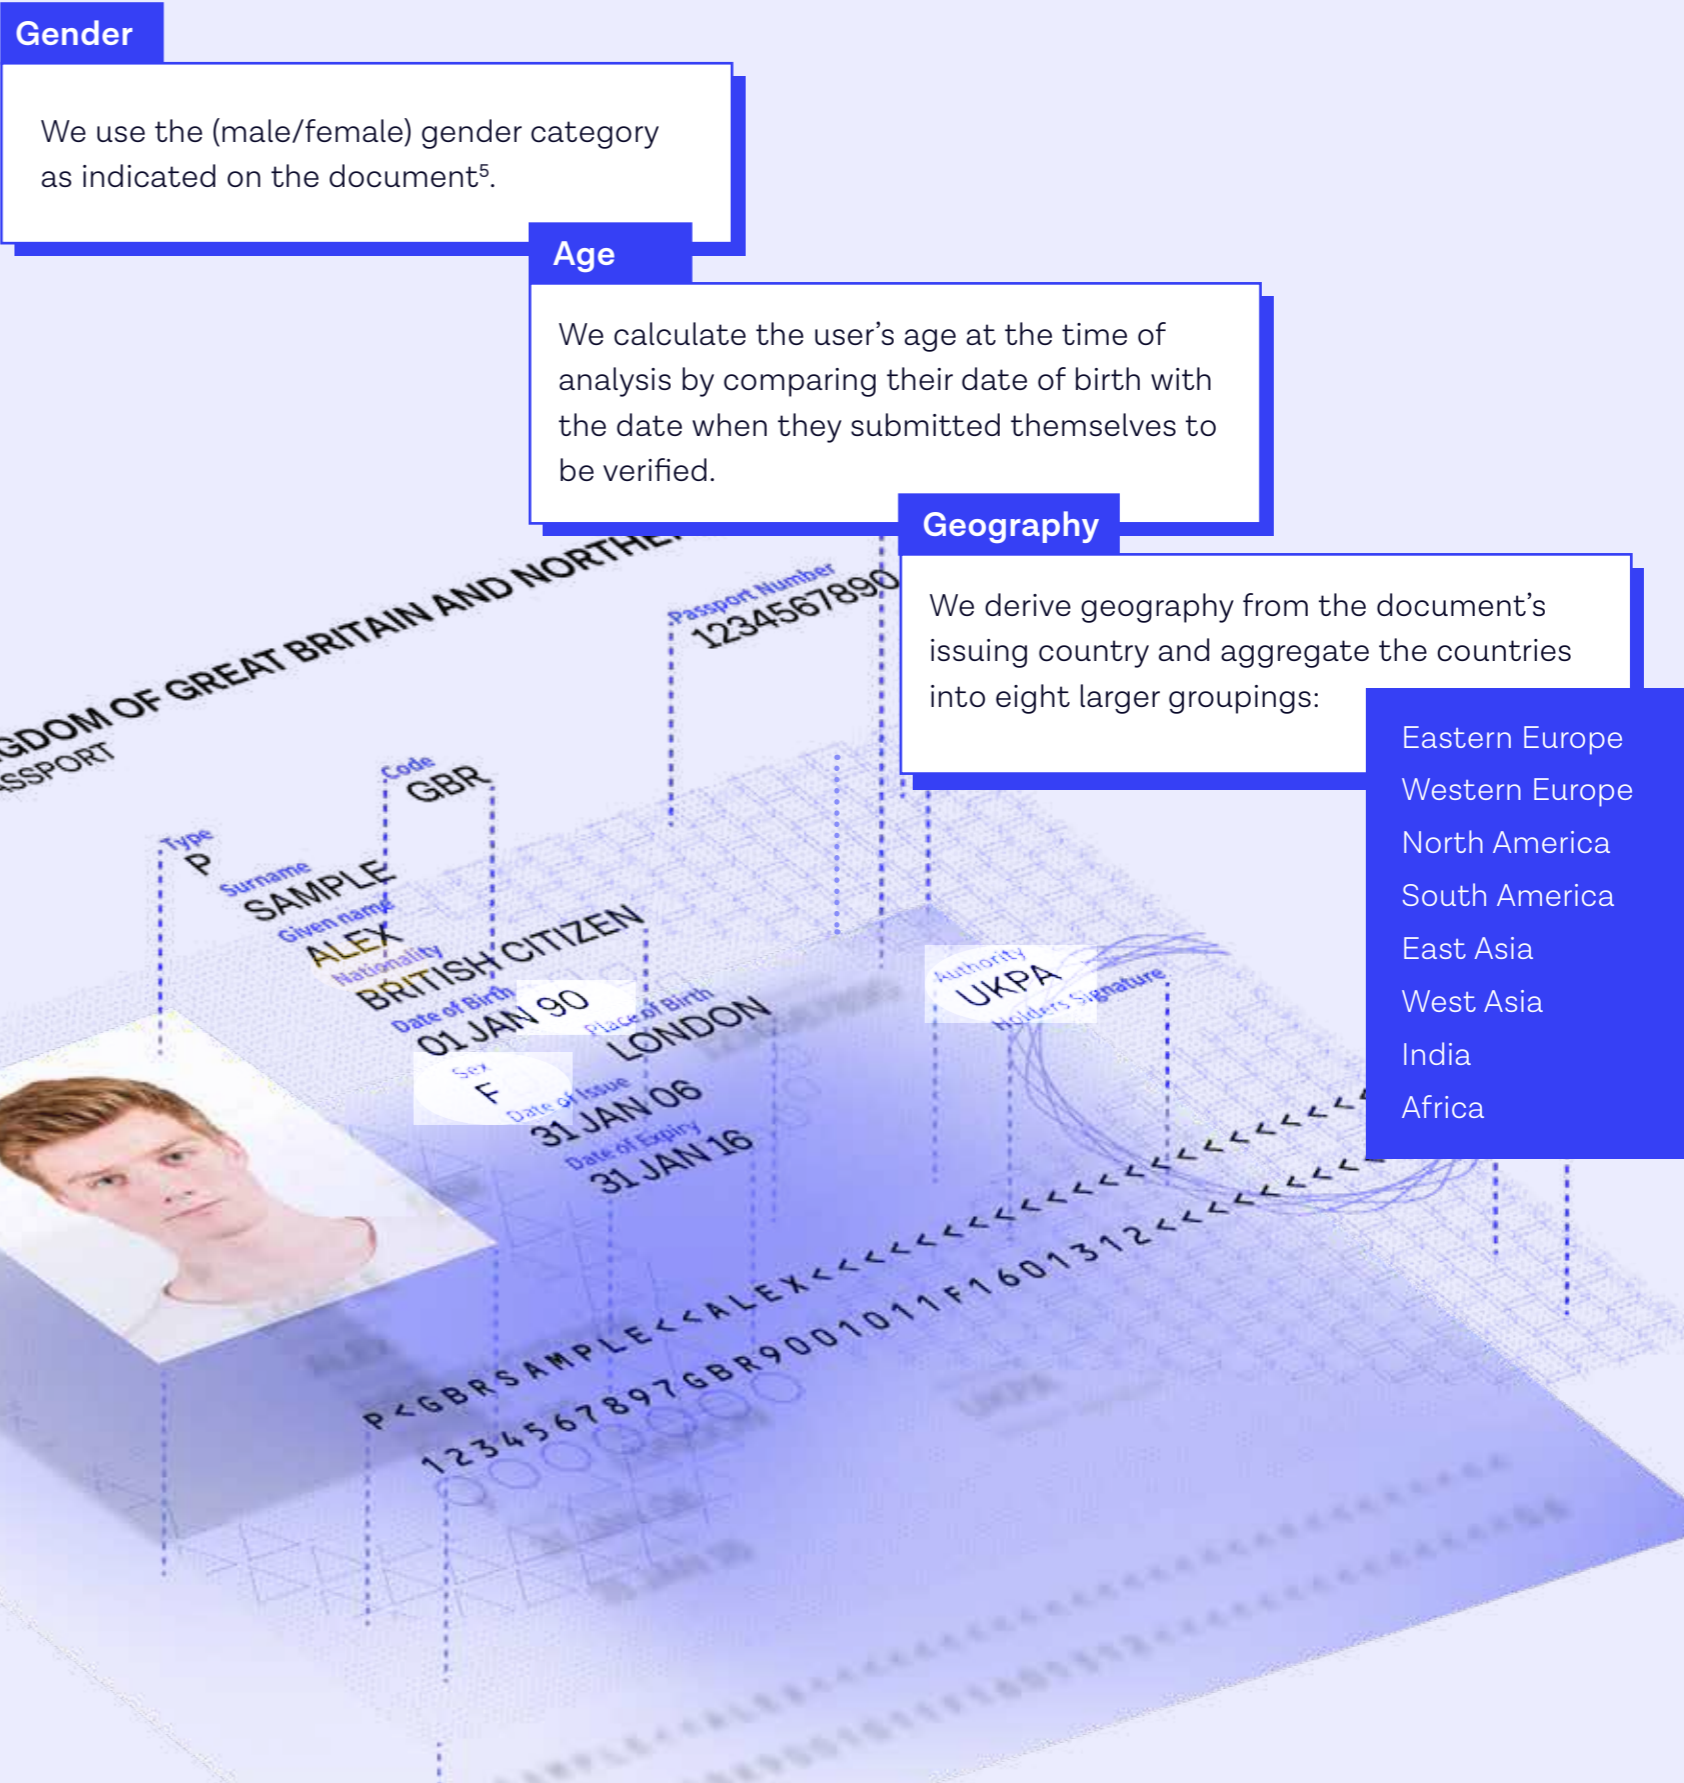 Gender
We use the (male/female) gender category
as indicated on the document⁵.
Age
We calculate the user’s age at the time of
analysis by comparing their date of birth with
the date when they submitted themselves to
be verified.
Geography
We derive geography from the document’s
issuing country and aggregate the countries
into eight larger groupings:
Eastern Europe
Western Europe
North America
South America
East Asia
West Asia
India
Africa
OF GREAT BRITAIN AND
Passport Number
1234567890
Code
GBR
Type
P
Surname
SAMPLE
Given name
ALEX
Nationality
BRITISH CITIZEN
Date of Birth
01 JAN 90
Place of Birth
LONDON
Sex
F
Date of Issue
31 JAN 06
Date of Expiry
31 JAN 16
Authority
UKPA
Holders Signature
P<GBRSAMPLE<<ALEX<<<<<<<<<<<<<<<<<<<<<
1234567897GBR9001011F1601312<<<<<<<<